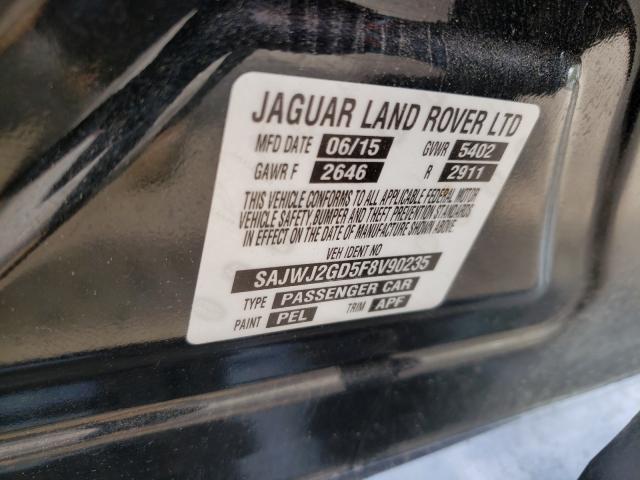 JAGUAR LAND ROVER LTD
MFD DATE 06/15 GVWR 5402
GAWR F 2646 R 2911
THIS VEHICLE CONFORMS TO ALL APPLICABLE FEDERAL MOTOR
VEHICLE SAFETY BUMPER AND THEFT PREVENTION STANDARDS
IN EFFECT ON THE DATE OF MANUFACTURE SHOWN ABOVE
VEH IDENT NO
SAJWJ2GD5F8V90235
TYPE PASSENGER CAR
PAINT PEL TRIM APF